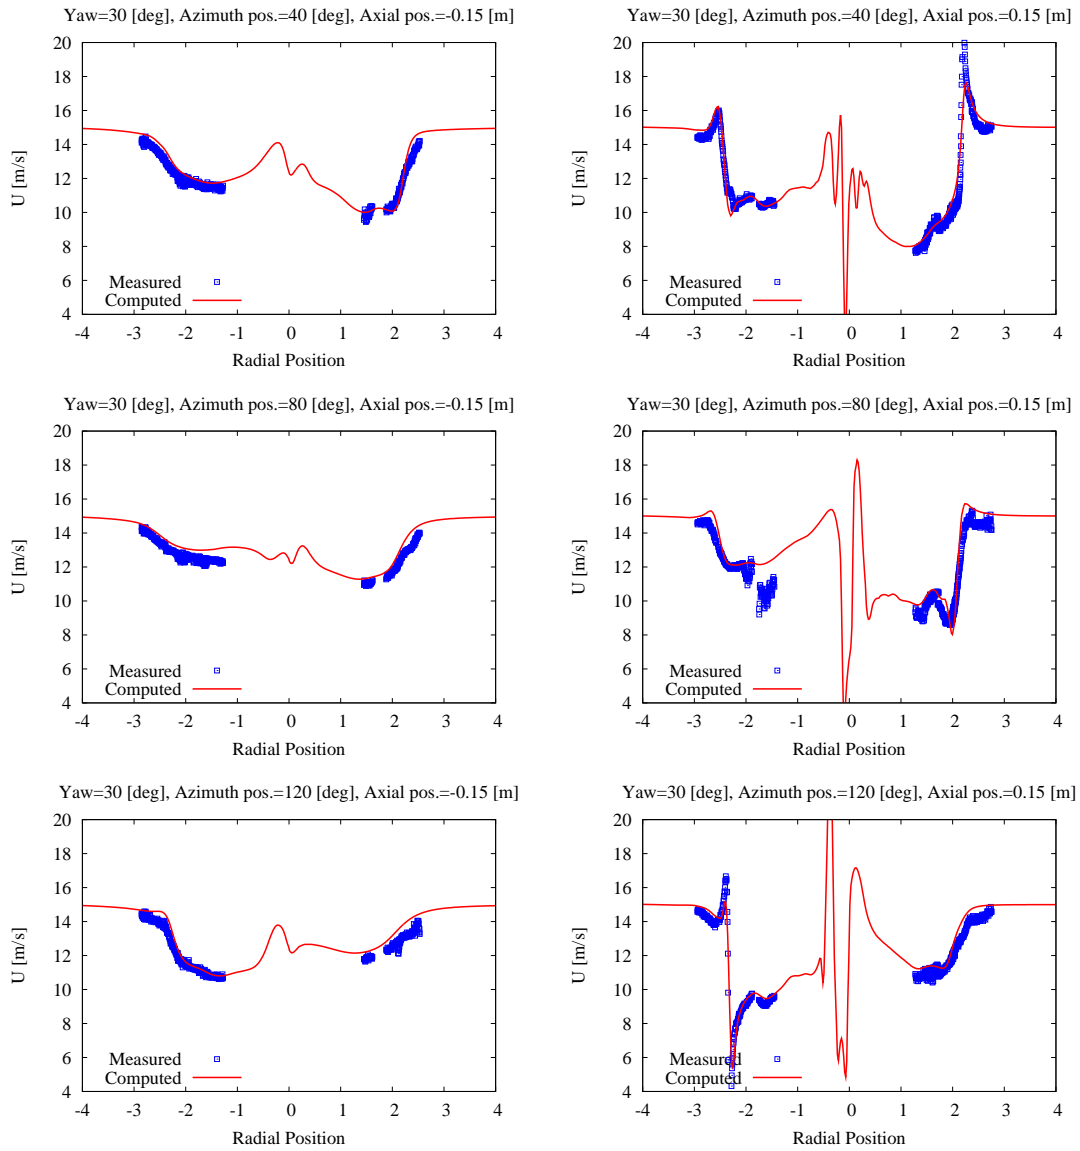 Yaw=30 [deg], Azimuth pos.=40 [deg], Axial pos.=-0.15 [m]
20
18
16
14
12
10
8
6
4
U [m/s]
Measured
Computed
-4 -3 -2 -1 0 1 2 3 4
Radial Position
Yaw=30 [deg], Azimuth pos.=40 [deg], Axial pos.=0.15 [m]
20
18
16
14
12
10
8
6
4
U [m/s]
Measured
Computed
-4 -3 -2 -1 0 1 2 3 4
Radial Position
Yaw=30 [deg], Azimuth pos.=80 [deg], Axial pos.=-0.15 [m]
20
18
16
14
12
10
8
6
4
U [m/s]
Measured
Computed
-4 -3 -2 -1 0 1 2 3 4
Radial Position
Yaw=30 [deg], Azimuth pos.=80 [deg], Axial pos.=0.15 [m]
20
18
16
14
12
10
8
6
4
U [m/s]
Measured
Computed
-4 -3 -2 -1 0 1 2 3 4
Radial Position
Yaw=30 [deg], Azimuth pos.=120 [deg], Axial pos.=-0.15 [m]
20
18
16
14
12
10
8
6
4
U [m/s]
Measured
Computed
-4 -3 -2 -1 0 1 2 3 4
Radial Position
Yaw=30 [deg], Azimuth pos.=120 [deg], Axial pos.=0.15 [m]
20
18
16
14
12
10
8
6
4
U [m/s]
Measured
Computed
-4 -3 -2 -1 0 1 2 3 4
Radial Position